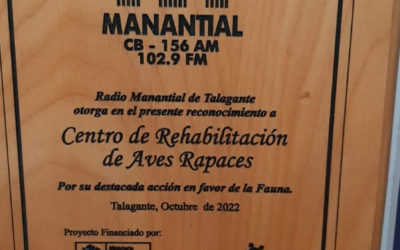 MANANTIAL
CB - 156 AM
102.9 FM
Radio Manantial de Talagante
otorga en el presente reconocimiento a
Centro de Rehabilitación
de Aves Rapaces
Por su destacada acción en favor de la Fauna.
Talagante, Octubre de 2022
Proyecto Financiado por: